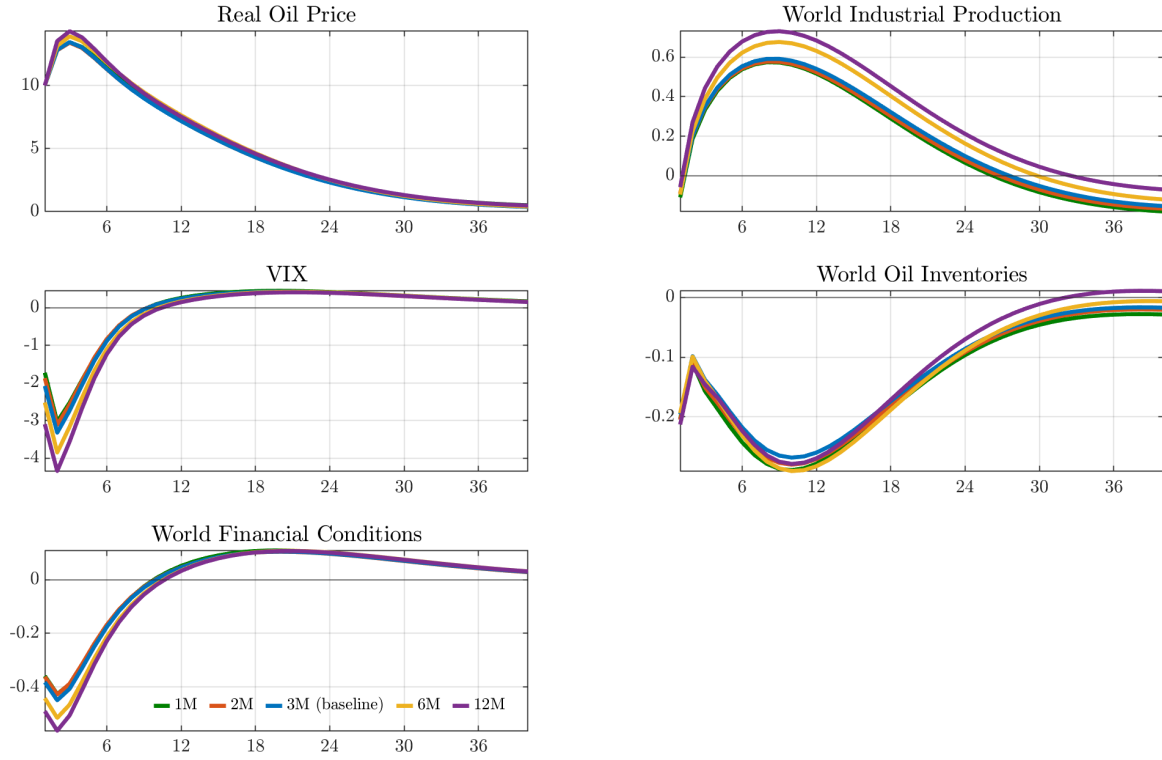 Real Oil Price
10
5
0
6 12 18 24 30 36
World Industrial Production
0.6
0.4
0.2
0
6 12 18 24 30 36
VIX
0
-1
-2
-3
-4
6 12 18 24 30 36
World Oil Inventories
0
-0.1
-0.2
6 12 18 24 30 36
World Financial Conditions
0
-0.2
-0.4
1M 2M 3M (baseline) 6M 12M
6 12 18 24 30 36